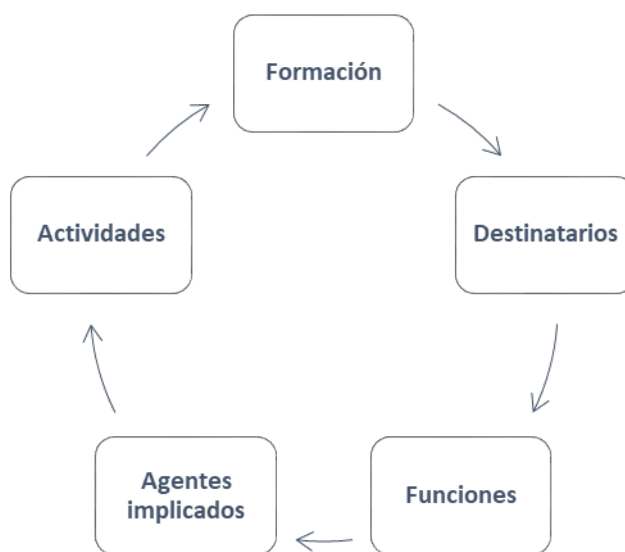 Formación
Destinatarios
Funciones
Agentes
implicados
Actividades